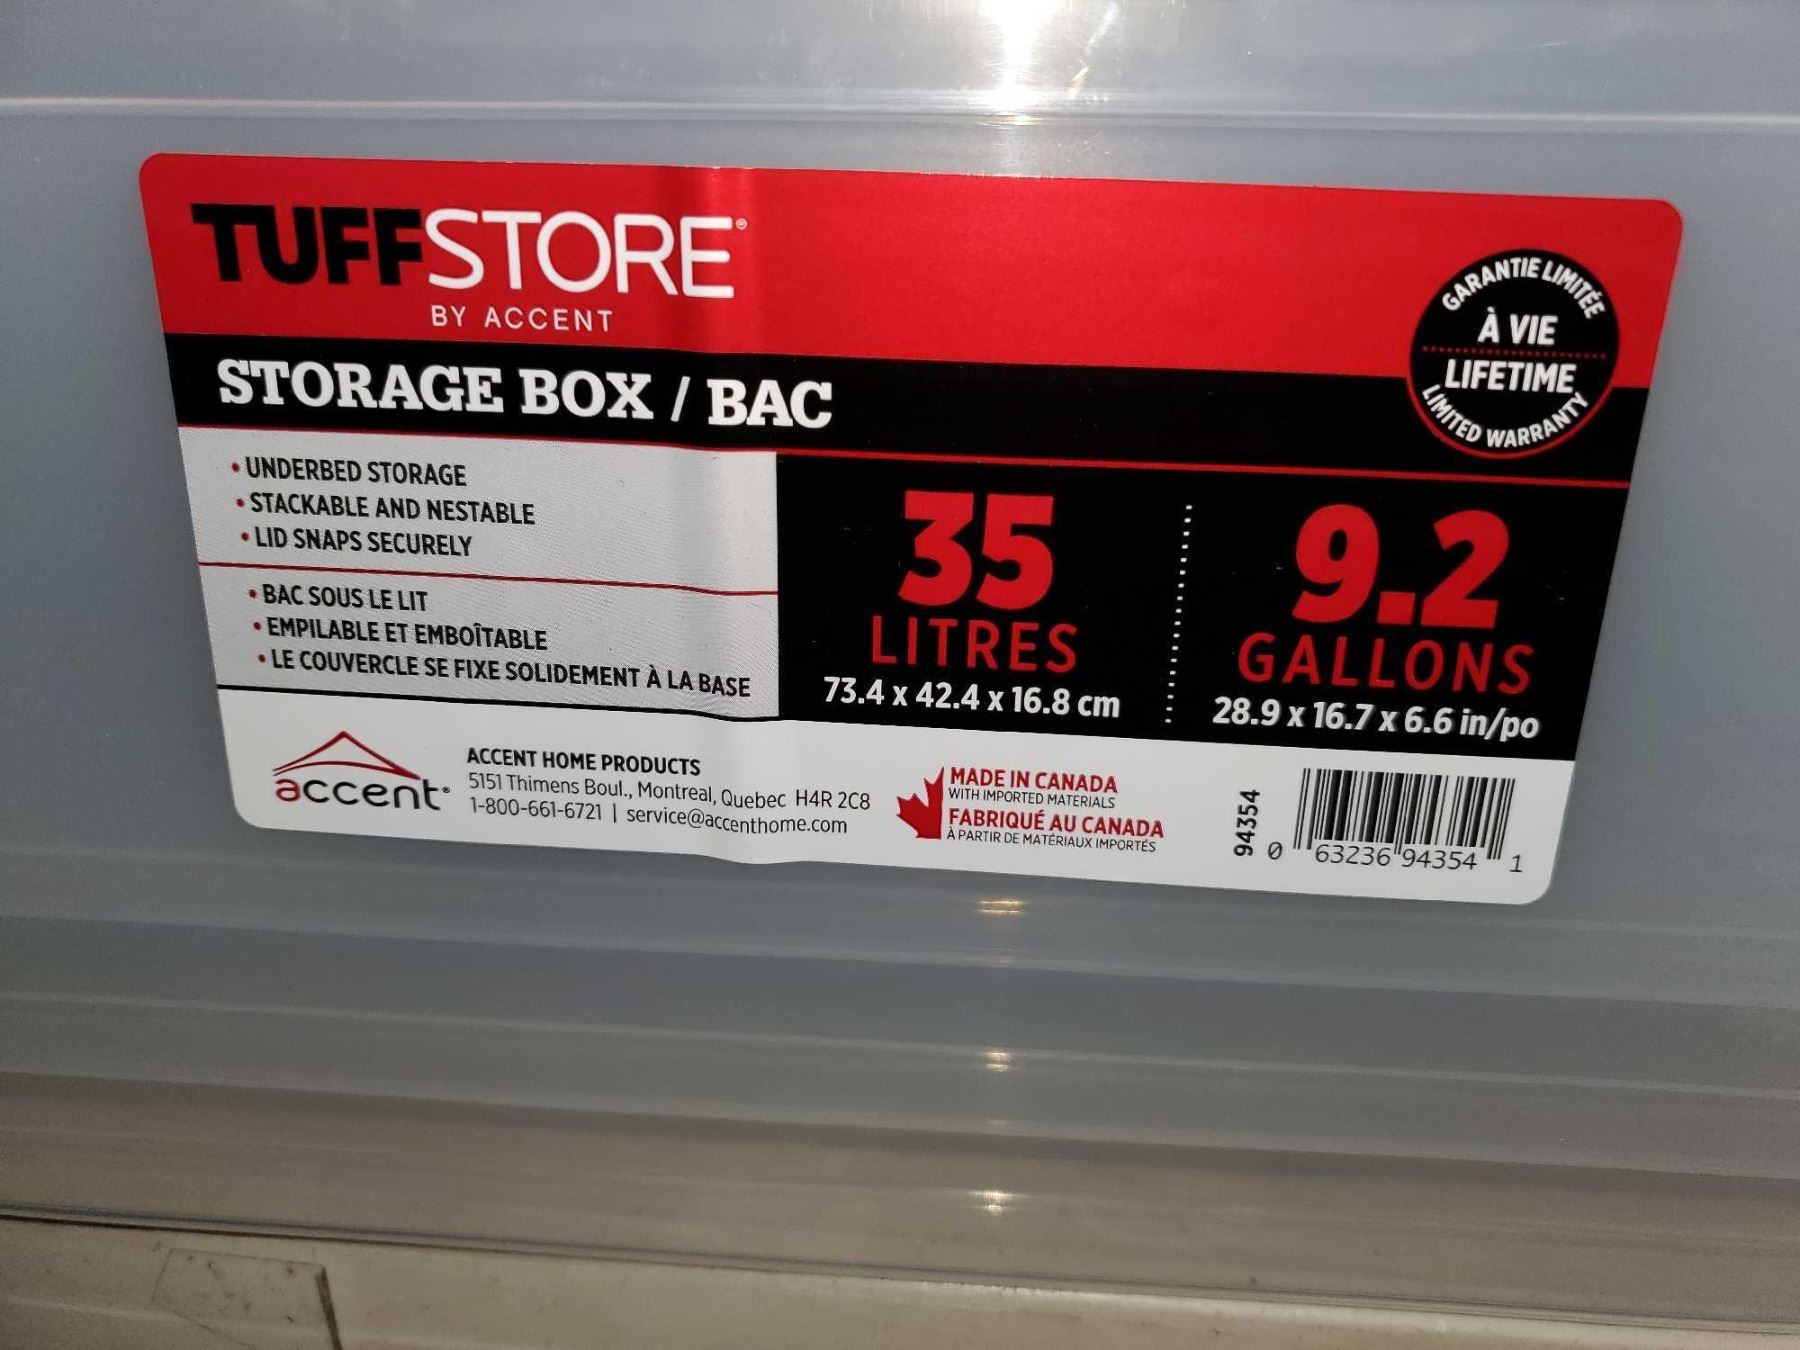 TUFFSTORE®
BY ACCENT
STORAGE BOX / BAC
GARANTIE LIMITÉE
À VIE
LIFETIME
LIMITED WARRANTY
• UNDERBED STORAGE
• STACKABLE AND NESTABLE
• LID SNAPS SECURELY
• BAC SOUS LE LIT
• EMPILABLE ET EMBOÎTABLE
• LE COUVERCLE SE FIXE SOLIDEMENT À LA BASE
35
LITRES
73.4 x 42.4 x 16.8 cm
9.2
GALLONS
28.9 x 16.7 x 6.6 in/po
accent®
ACCENT HOME PRODUCTS
5151 Thimens Boul., Montreal, Quebec H4R 2C8
1-800-661-6721 | service@accenthome.com
MADE IN CANADA
WITH IMPORTED MATERIALS
FABRIQUÉ AU CANADA
À PARTIR DE MATÉRIAUX IMPORTÉS
94354
0 63236 94354 1